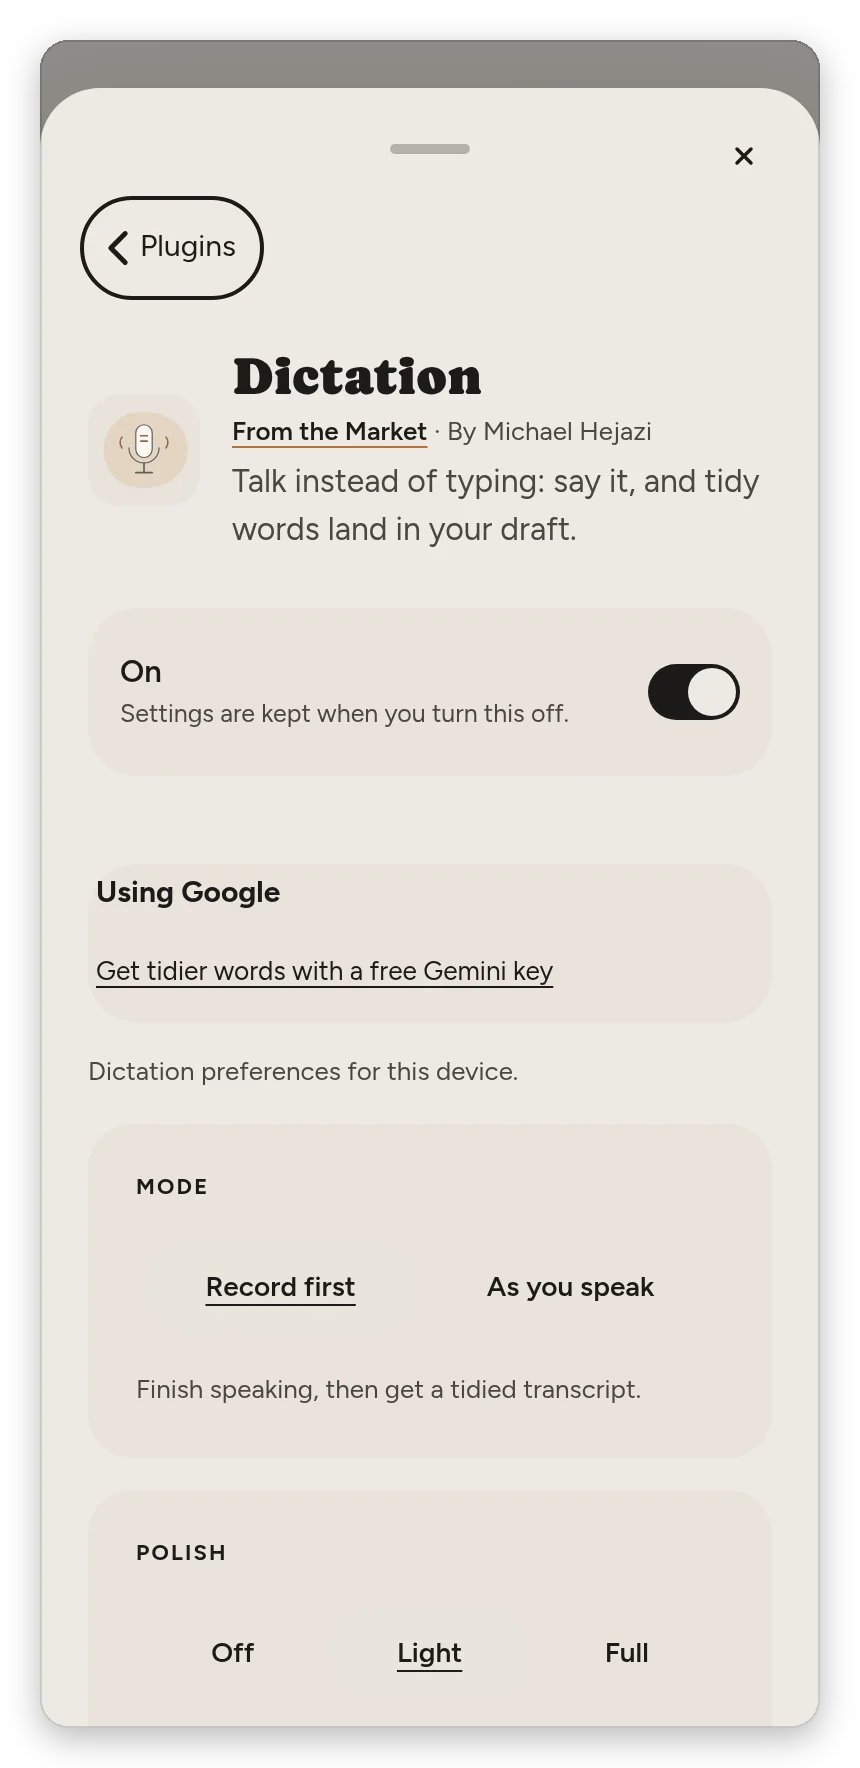 Plugins
Dictation
From the Market · By Michael Hejazi
Talk instead of typing: say it, and tidy
words land in your draft.
On
Settings are kept when you turn this off.
Using Google
Get tidier words with a free Gemini key
Dictation preferences for this device.
MODE
Record first As you speak
Finish speaking, then get a tidied transcript.
POLISH
Off Light Full